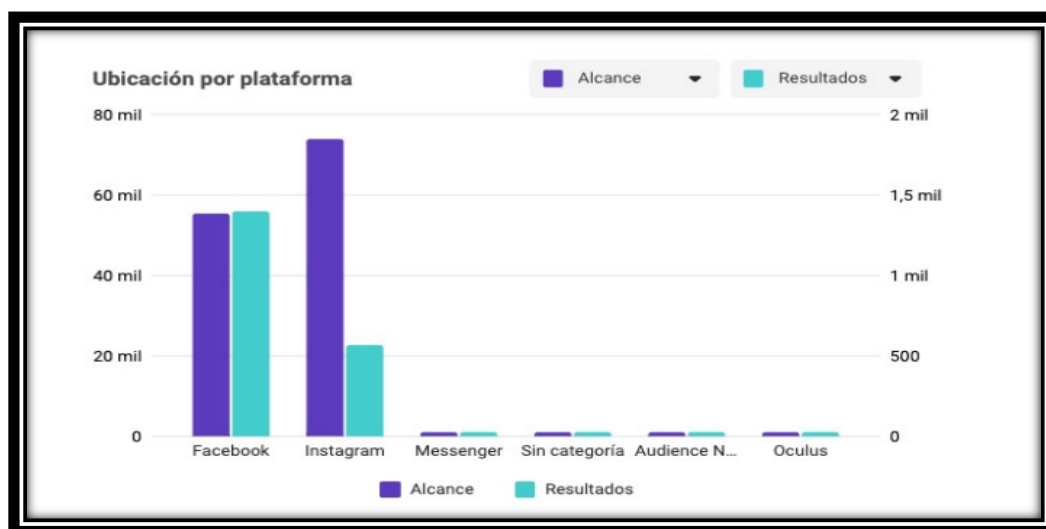 Ubicación por plataforma
Alcance
Resultados
80 mil
2 mil
60 mil
1,5 mil
40 mil
1 mil
20 mil
500
0
0
Facebook
Instagram
Messenger
Sin categoría
Audience N...
Oculus
Alcance
Resultados